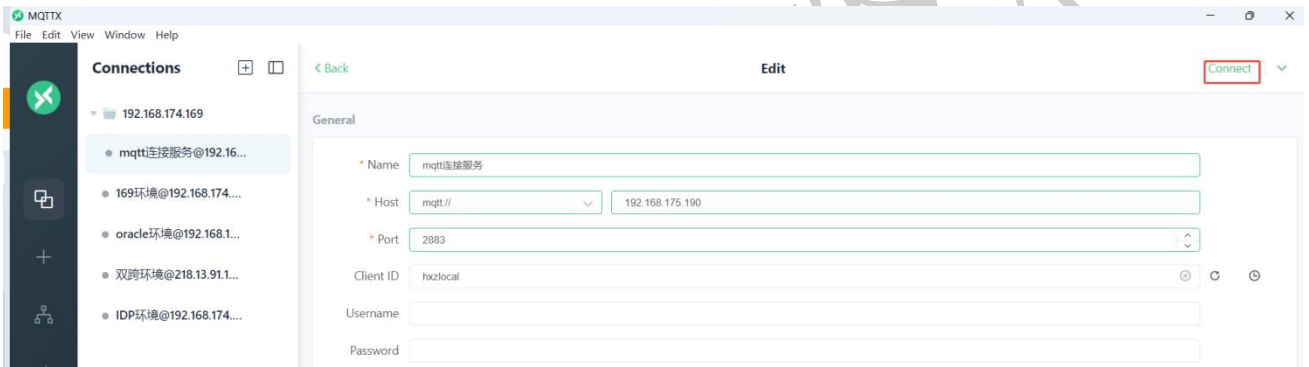 MQTTX
File Edit View Window Help
Connections
192.168.174.169
mqtt连接服务@192.16...
169环境@192.168.174....
oracle环境@192.168.1...
双跨环境@218.13.91.1...
IDP环境@192.168.174....
< Back
Edit
Connect
General
* Name mqtt连接服务
* Host mqtt:// 192.168.175.190
* Port 2883
Client ID hxzlocal
Username
Password